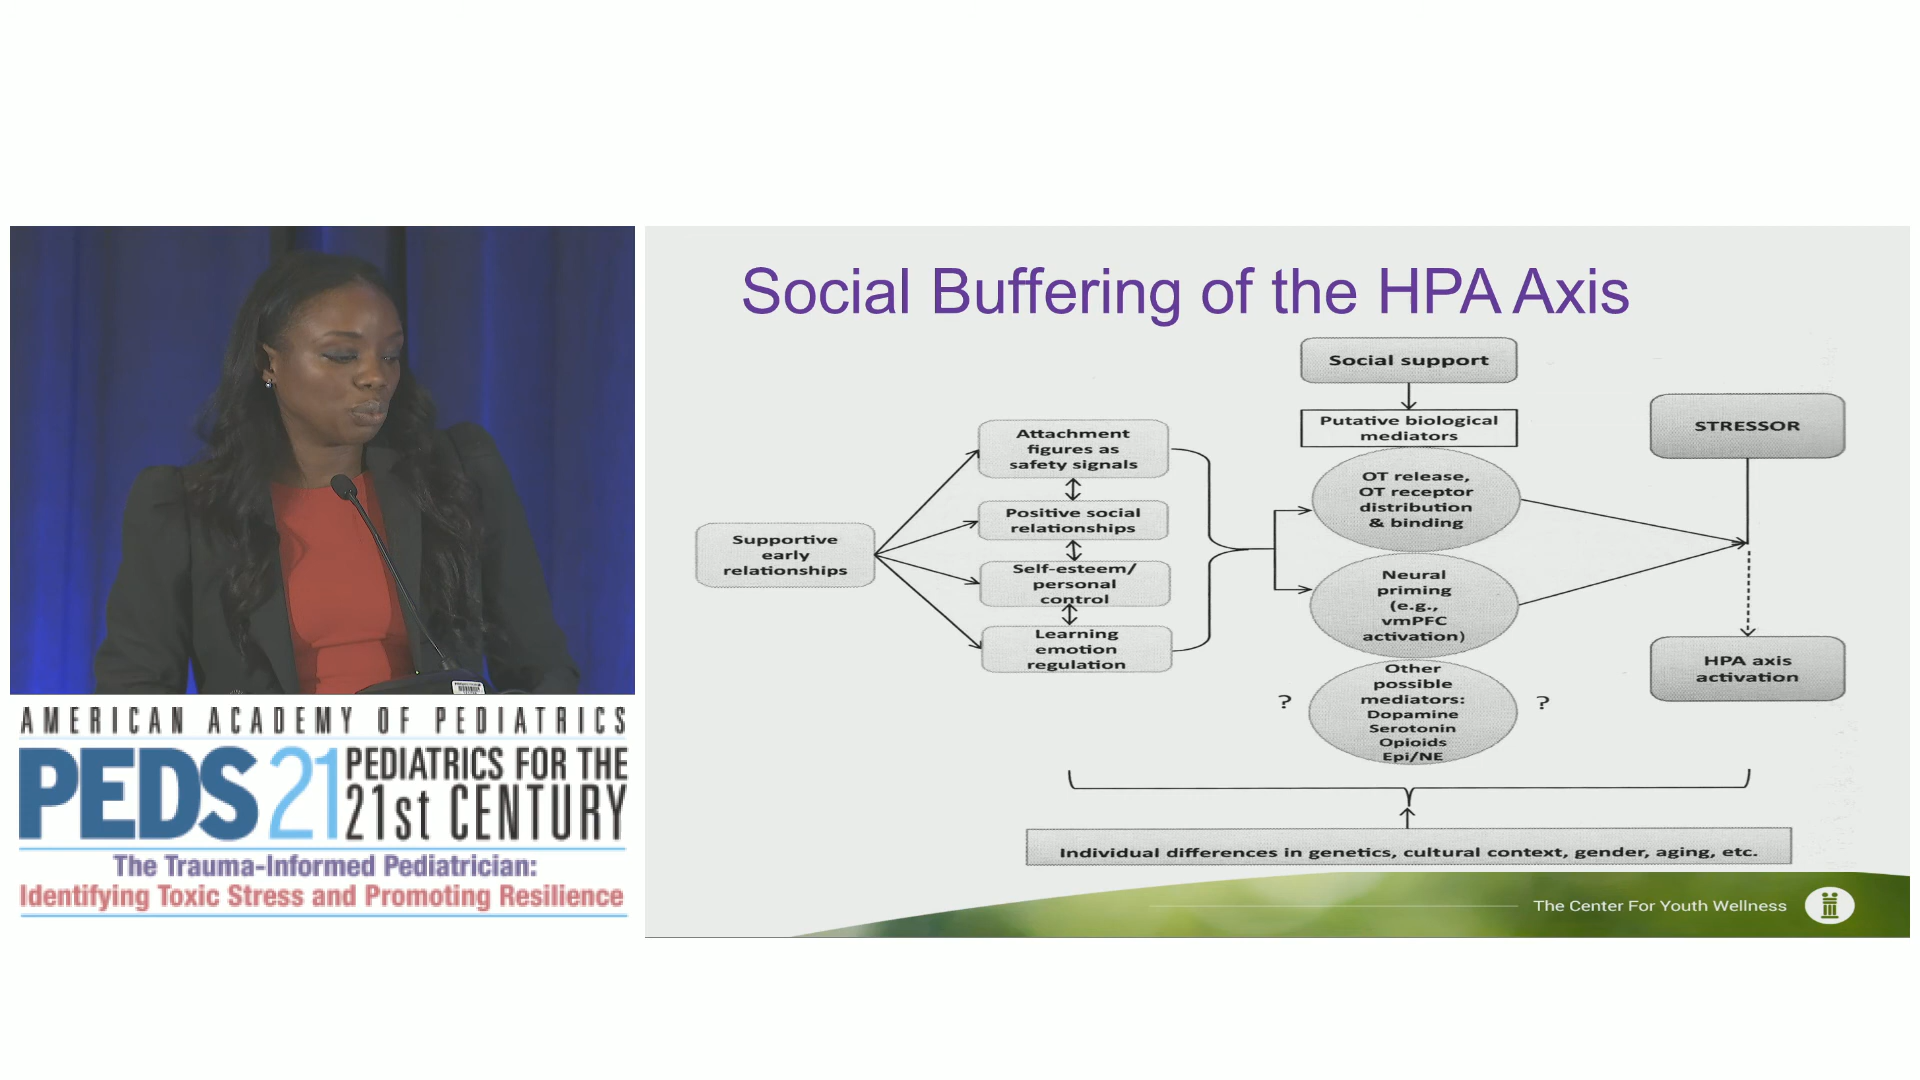 AMERICAN ACADEMY OF PEDIATRICS
PEDS 21
PEDIATRICS FOR THE
21st CENTURY
The Trauma-Informed Pediatrician:
Identifying Toxic Stress and Promoting Resilience
Social Buffering of the HPA Axis
Supportive
early
relationships
Attachment
figures as
safety signals
Positive social
relationships
Self-esteem/
personal
control
Learning
emotion
regulation
Social support
Putative biological
mediators
OT release,
OT receptor
distribution
& binding
Neural
priming
(e.g.,
vmPFC
activation)
?
Other
possible
mediators:
Dopamine
Serotonin
Opioids
Epi/NE
?
STRESSOR
HPA axis
activation
Individual differences in genetics, cultural context, gender, aging, etc.
The Center For Youth Wellness